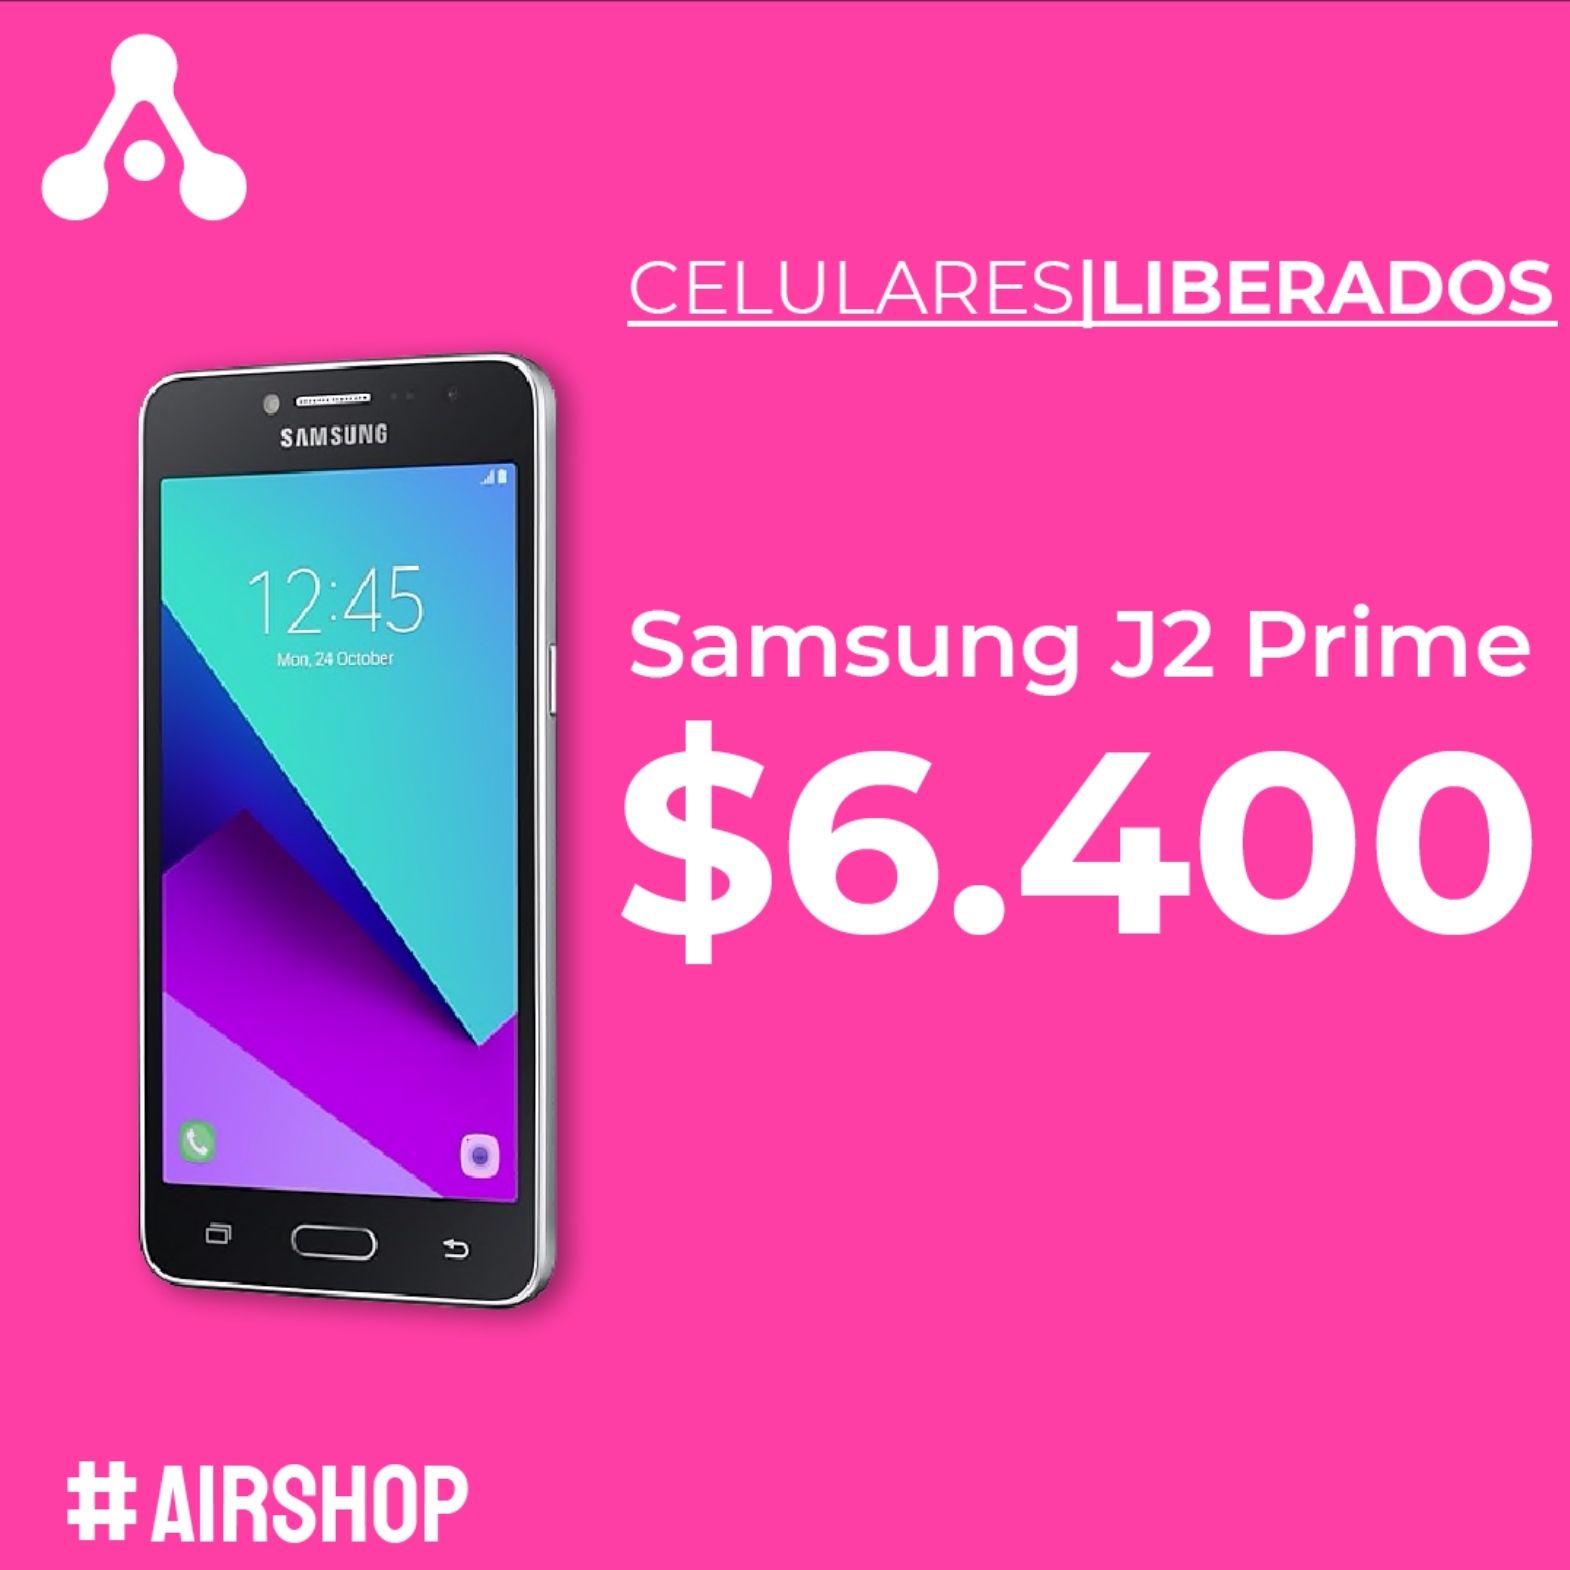 CELULARES|LIBERADOS
SAMSUNG
12:45
Mon, 24 October
Samsung J2 Prime
$6.400
#AIRSHOP